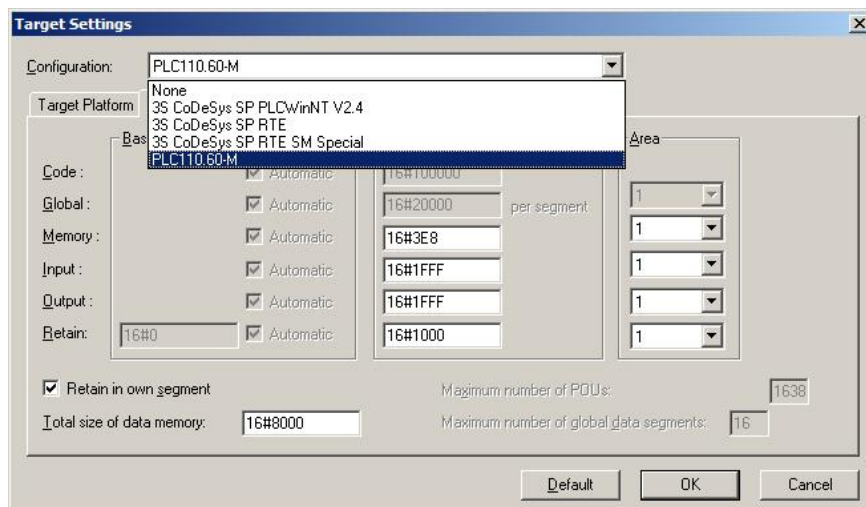 Target Settings
Configuration: PLC110.60-M
None
3S CoDeSys SP PLCWinNT V2.4
Target Platform
3S CoDeSys SP RTE
3S CoDeSys SP RTE SM Special
Bas Area
PLC110.60-M
Code : Automatic 16#100000
Global : Automatic 16#20000 per segment 1
Memory : Automatic 16#3E8 1
Input : Automatic 16#1FFF 1
Output : Automatic 16#1FFF 1
Retain: 16#0 Automatic 16#1000 1
Retain in own segment Maximum number of POUs: 1638
Total size of data memory: 16#8000 Maximum number of global data segments: 16
Default OK Cancel